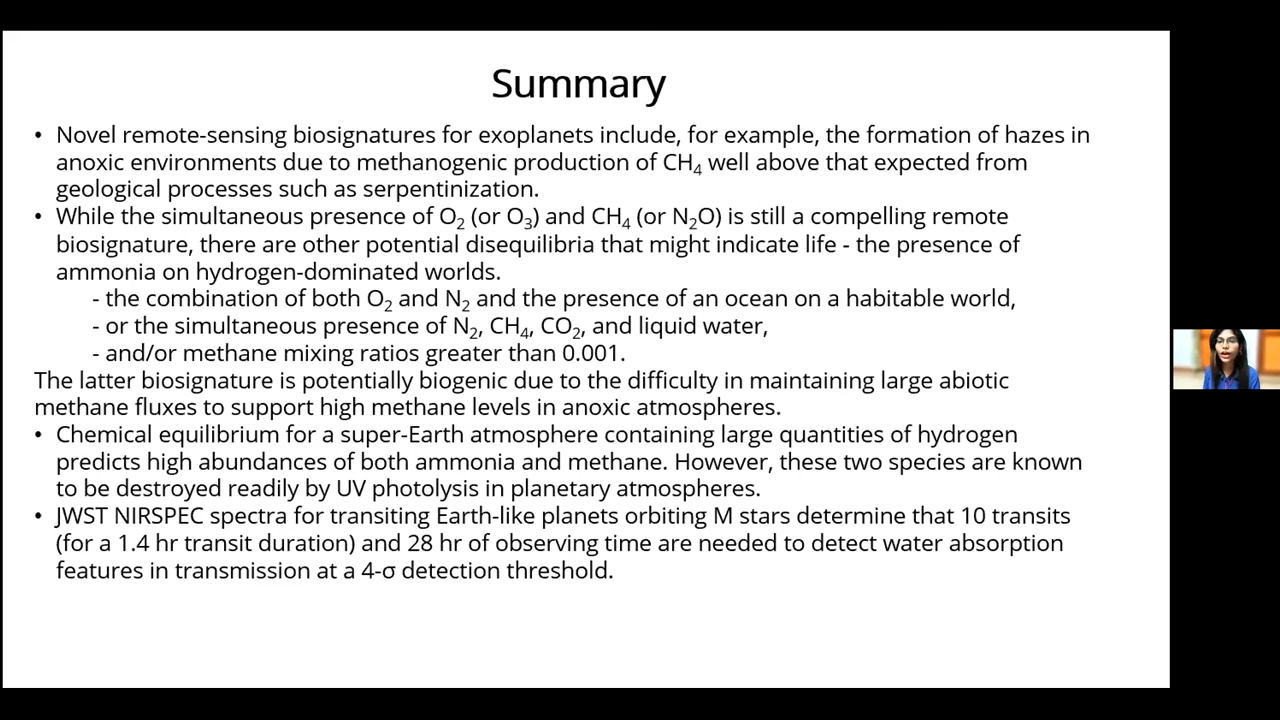 Summary
• Novel remote-sensing biosignatures for exoplanets include, for example, the formation of hazes in
anoxic environments due to methanogenic production of CH₄ well above that expected from
geological processes such as serpentinization.
• While the simultaneous presence of O₂ (or O₃) and CH₄ (or N₂O) is still a compelling remote
biosignature, there are other potential disequilibria that might indicate life - the presence of
ammonia on hydrogen-dominated worlds.
- the combination of both O₂ and N₂ and the presence of an ocean on a habitable world,
- or the simultaneous presence of N₂, CH₄, CO₂, and liquid water,
- and/or methane mixing ratios greater than 0.001.
The latter biosignature is potentially biogenic due to the difficulty in maintaining large abiotic
methane fluxes to support high methane levels in anoxic atmospheres.
• Chemical equilibrium for a super-Earth atmosphere containing large quantities of hydrogen
predicts high abundances of both ammonia and methane. However, these two species are known
to be destroyed readily by UV photolysis in planetary atmospheres.
• JWST NIRSPEC spectra for transiting Earth-like planets orbiting M stars determine that 10 transits
(for a 1.4 hr transit duration) and 28 hr of observing time are needed to detect water absorption
features in transmission at a 4-σ detection threshold.